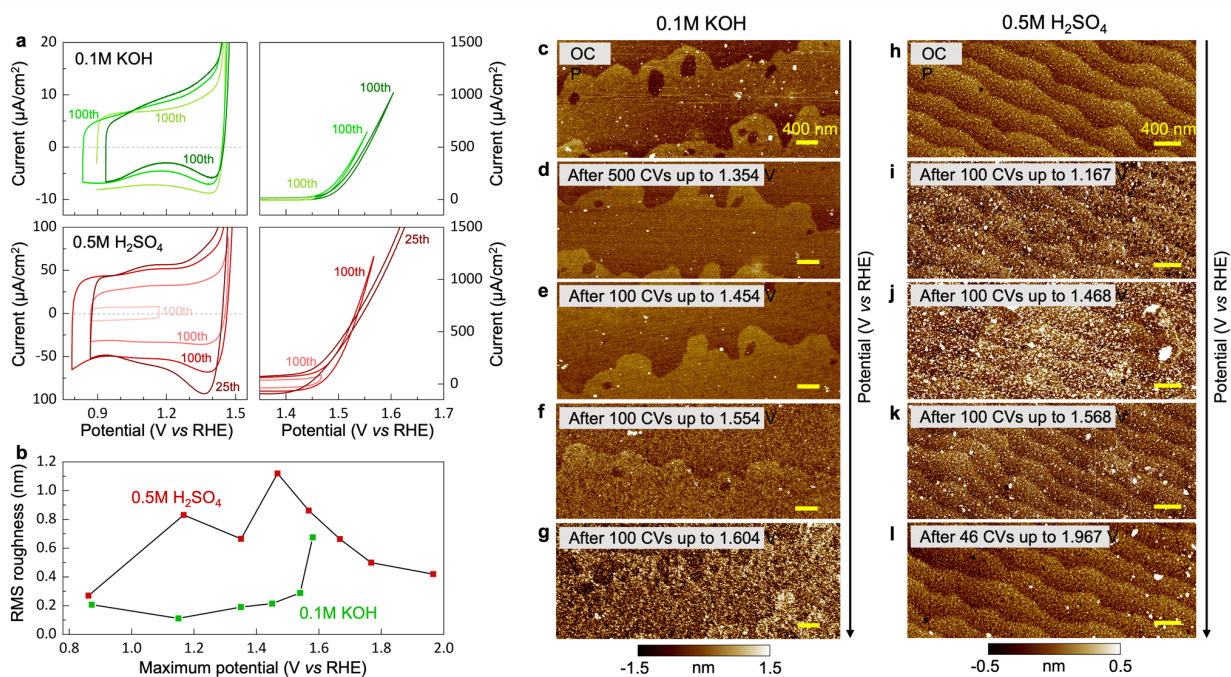 a
0.1M KOH
20
10
0
-10
Current (µA/cm²)
100th
100th
100th
1500
1000
500
0
Current (µA/cm²)
100th
100th
100th
0.5M H₂SO₄
100
50
0
-50
100
Current (µA/cm²)
100th
100th
100th
25th
0.9
1.2
1.5
Potential (V vs RHE)
1500
1000
500
0
Current (µA/cm²)
25th
100th
100th
1.4
1.5
1.6
1.7
Potential (V vs RHE)
b
1.2
1.0
0.8
0.6
0.4
0.2
0.0
RMS roughness (nm)
0.5M H₂SO₄
0.1M KOH
0.8
1.0
1.2
1.4
1.6
1.8
2.0
Maximum potential (V vs RHE)
0.1M KOH
c
OC
P
400 nm
d
After 500 CVs up to 1.354 V
e
After 100 CVs up to 1.454 V
f
After 100 CVs up to 1.554 V
g
After 100 CVs up to 1.604 V
Potential (V vs RHE)
-1.5
nm
1.5
0.5M H₂SO₄
h
OC
P
400 nm
i
After 100 CVs up to 1.167 V
j
After 100 CVs up to 1.468 V
k
After 100 CVs up to 1.568 V
l
After 46 CVs up to 1.967 V
Potential (V vs RHE)
-0.5
nm
0.5